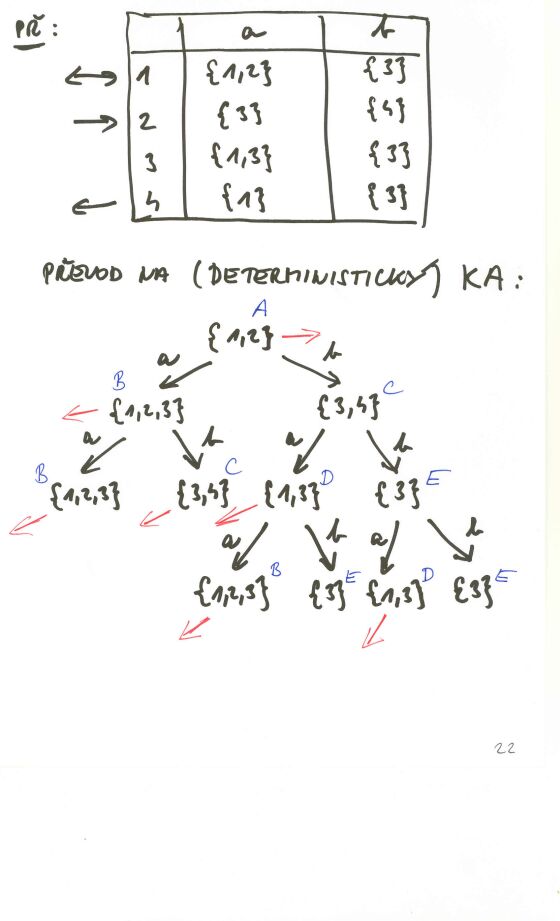 PŘ:
a b
1 {1,2} {3}
2 {3} {4}
3 {1,3} {3}
4 {1} {3}
PŘEVOD NA (DETERMINISTICKÝ) KA:
A
{1,2}
a b
B C
{1,2,3} {3,4}
a b a b
B C D E
{1,2,3} {3,4} {1,3} {3}
a b a b
B E D E
{1,2,3} {3} {1,3} {3}
22